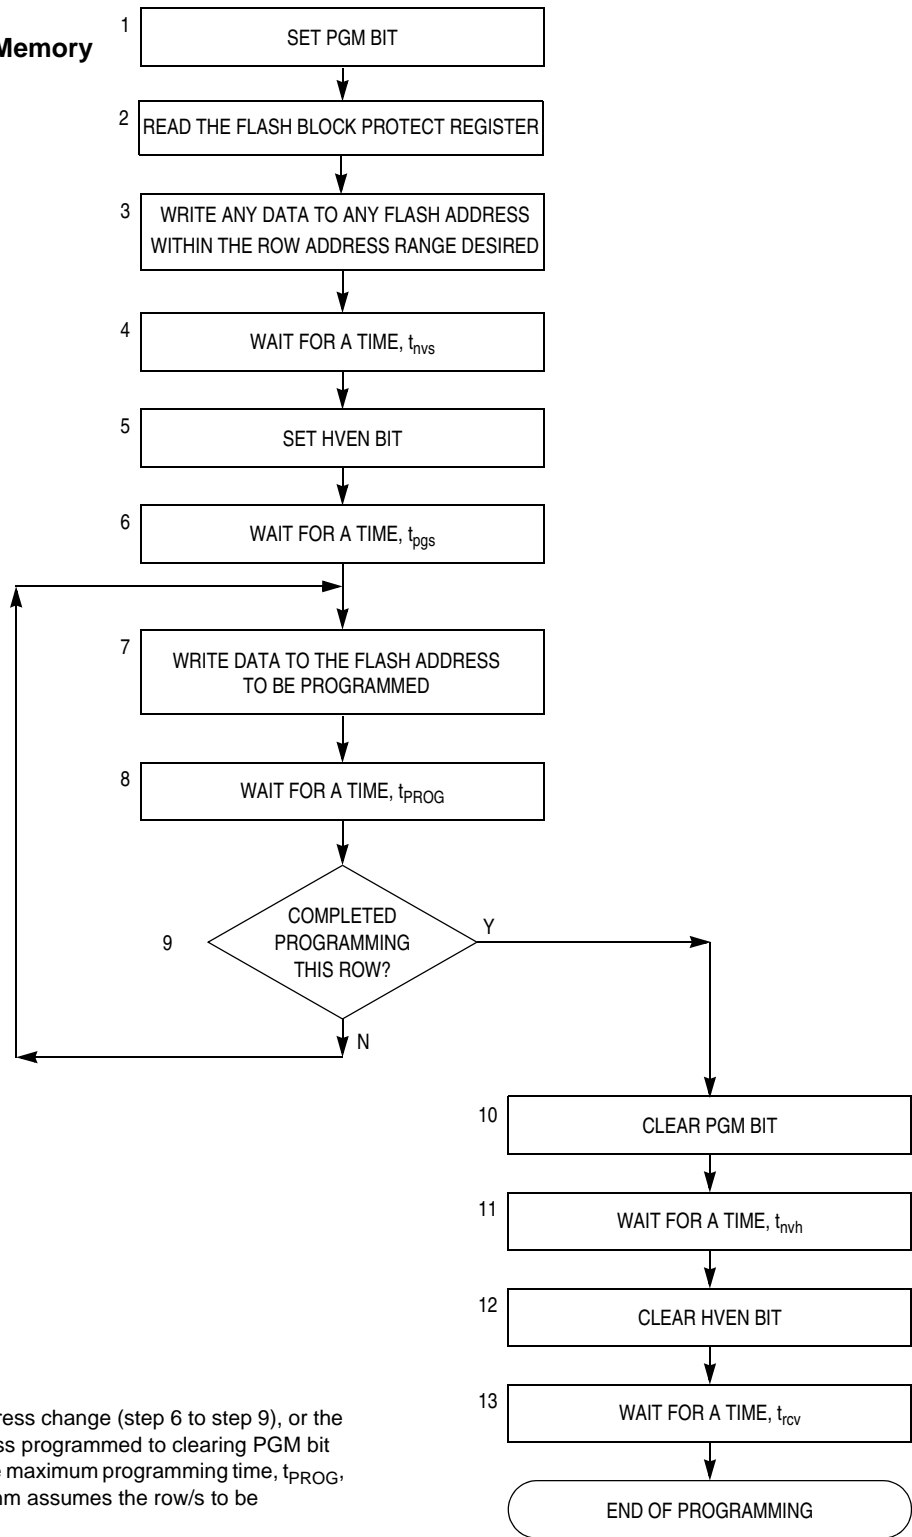 Memory
1
SET PGM BIT
2
READ THE FLASH BLOCK PROTECT REGISTER
3
WRITE ANY DATA TO ANY FLASH ADDRESS
WITHIN THE ROW ADDRESS RANGE DESIRED
4
WAIT FOR A TIME, tnvs
5
SET HVEN BIT
6
WAIT FOR A TIME, tpgs
7
WRITE DATA TO THE FLASH ADDRESS
TO BE PROGRAMMED
8
WAIT FOR A TIME, tPROG
9
COMPLETED
PROGRAMMING
THIS ROW?
Y
N
10
CLEAR PGM BIT
11
WAIT FOR A TIME, tnvh
12
CLEAR HVEN BIT
13
WAIT FOR A TIME, trcv
END OF PROGRAMMING
ress change (step 6 to step 9), or the
ss programmed to clearing PGM bit
e maximum programming time, tPROG,
m assumes the row/s to be